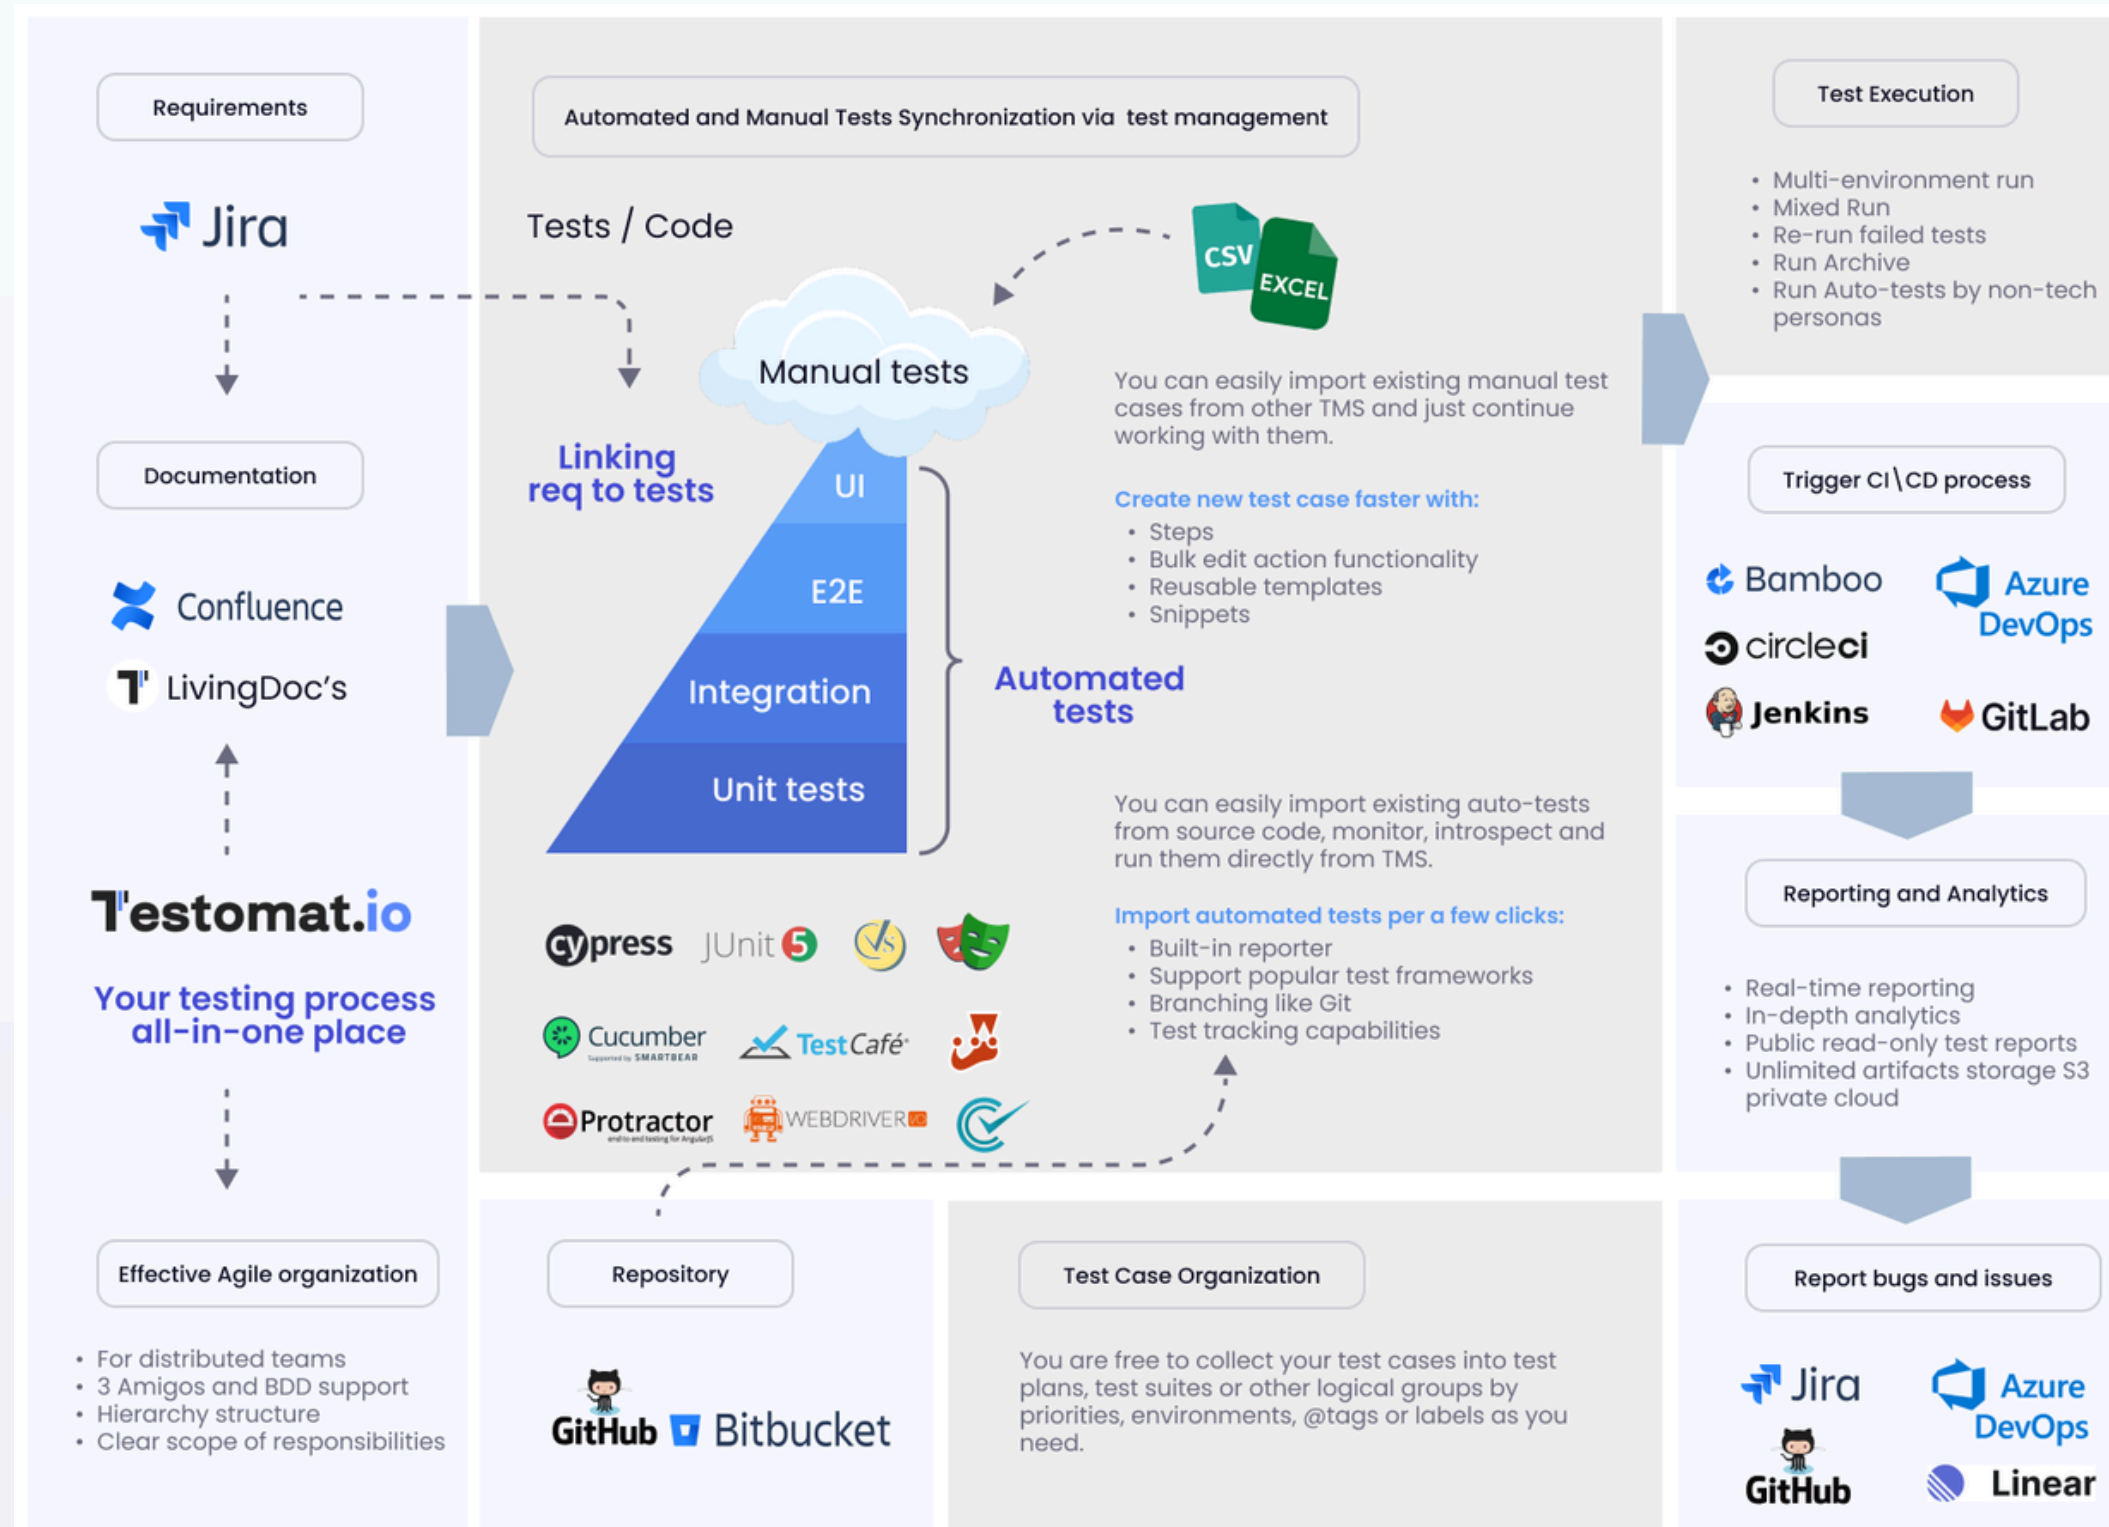 Requirements
Jira
Documentation
Confluence
LivingDoc's
Testomat.io
Your testing process
all-in-one place
Effective Agile organization
• For distributed teams
• 3 Amigos and BDD support
• Hierarchy structure
• Clear scope of responsibilities
Automated and Manual Tests Synchronization via test management
Tests / Code
CSV
EXCEL
Manual tests
Linking
req to tests
UI
E2E
Integration
Unit tests
Automated
tests
You can easily import existing manual test
cases from other TMS and just continue
working with them.
Create new test case faster with:
• Steps
• Bulk edit action functionality
• Reusable templates
• Snippets
You can easily import existing auto-tests
from source code, monitor, introspect and
run them directly from TMS.
Import automated tests per a few clicks:
• Built-in reporter
• Support popular test frameworks
• Branching like Git
• Test tracking capabilities
cypress
JUnit 5
VS
Cucumber
Supported by SMARTBEAR
TestCafé
Protractor
end to end testing for AngularJS
WEBDRIVER I/O
Repository
GitHub
Bitbucket
Test Case Organization
You are free to collect your test cases into test
plans, test suites or other logical groups by
priorities, environments, @tags or labels as you
need.
Test Execution
• Multi-environment run
• Mixed Run
• Re-run failed tests
• Run Archive
• Run Auto-tests by non-tech
personas
Trigger CI\CD process
Bamboo
Azure
DevOps
circleci
Jenkins
GitLab
Reporting and Analytics
• Real-time reporting
• In-depth analytics
• Public read-only test reports
• Unlimited artifacts storage S3
private cloud
Report bugs and issues
Jira
Azure
DevOps
GitHub
Linear